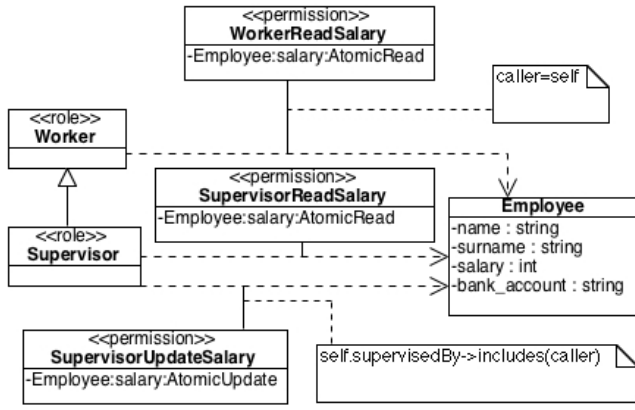 <<permission>>
WorkerReadSalary
-Employee:salary:AtomicRead
caller=self
<<role>>
Worker
<<permission>>
SupervisorReadSalary
-Employee:salary:AtomicRead
Employee
-name : string
-surname : string
-salary : int
-bank_account : string
<<role>>
Supervisor
<<permission>>
SupervisorUpdateSalary
-Employee:salary:AtomicUpdate
self.supervisedBy->includes(caller)